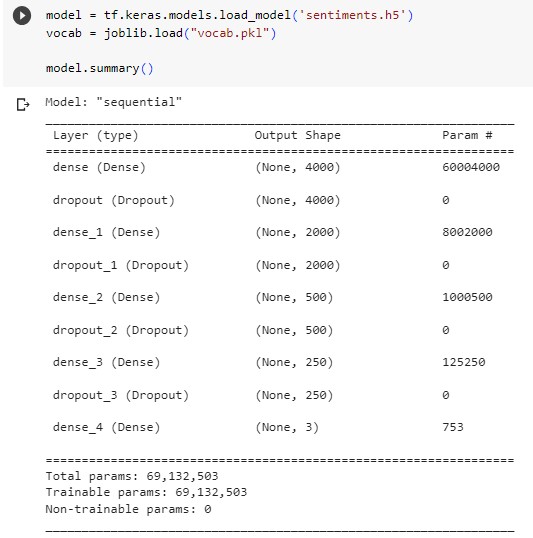 model = tf.keras.models.load_model('sentiments.h5')
vocab = joblib.load("vocab.pkl")
model.summary()
Model: "sequential"
Layer (type) Output Shape Param #
dense (Dense) (None, 4000) 60004000
dropout (Dropout) (None, 4000) 0
dense_1 (Dense) (None, 2000) 8002000
dropout_1 (Dropout) (None, 2000) 0
dense_2 (Dense) (None, 500) 1000500
dropout_2 (Dropout) (None, 500) 0
dense_3 (Dense) (None, 250) 125250
dropout_3 (Dropout) (None, 250) 0
dense_4 (Dense) (None, 3) 753
Total params: 69,132,503
Trainable params: 69,132,503
Non-trainable params: 0